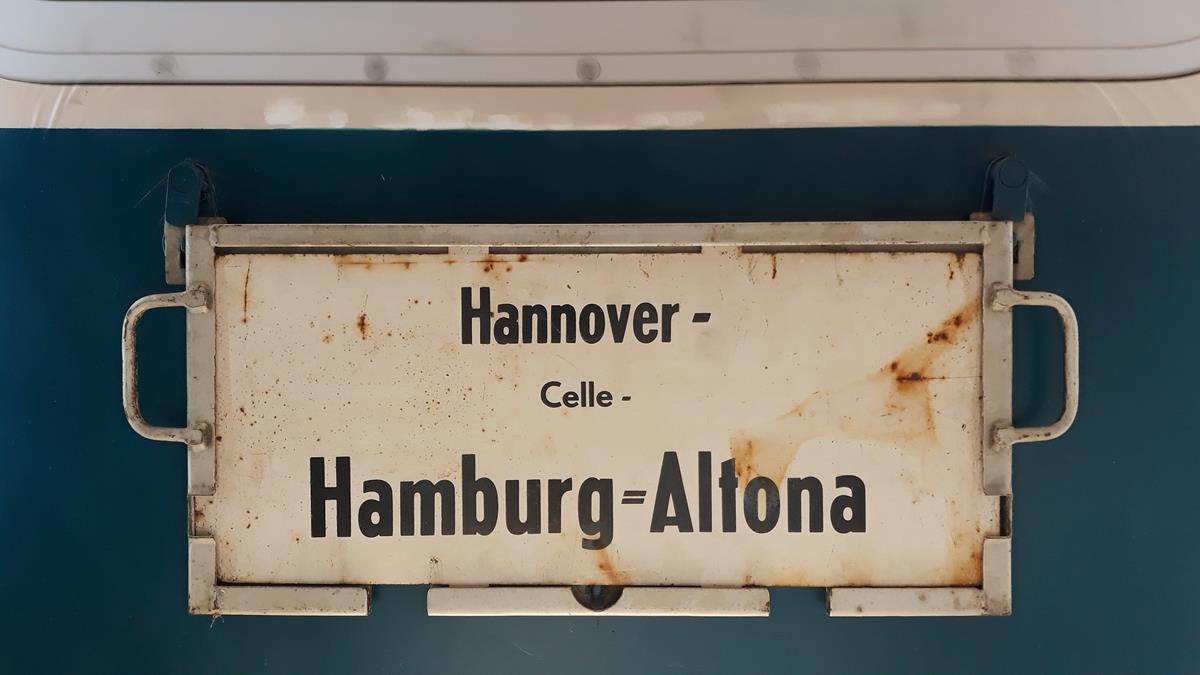 Hannover -
Celle -
Hamburg=Altona